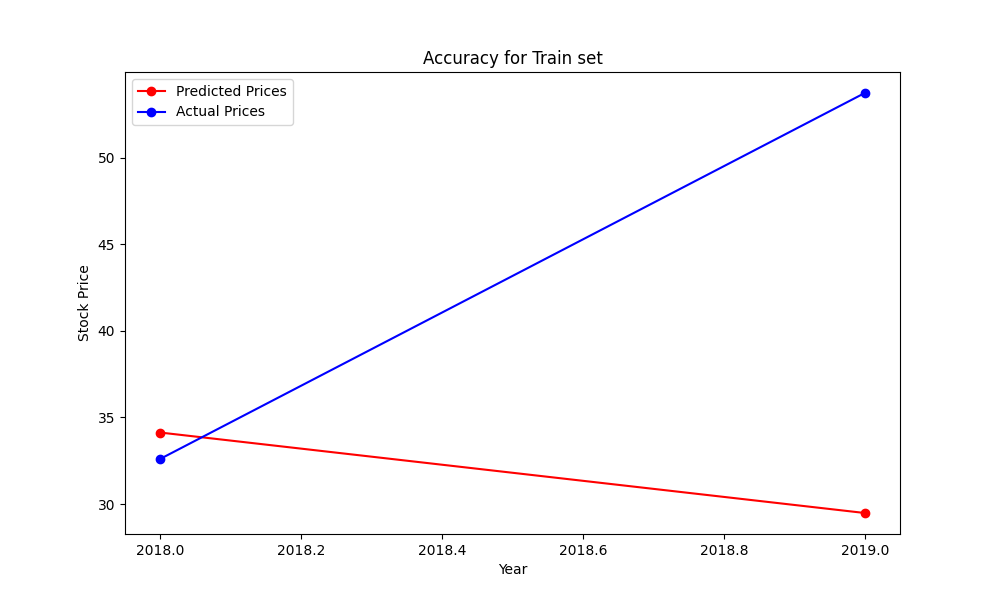 Accuracy for Train set
Predicted Prices
Actual Prices
Stock Price
50
45
40
35
30
2018.0
2018.2
2018.4
2018.6
2018.8
2019.0
Year